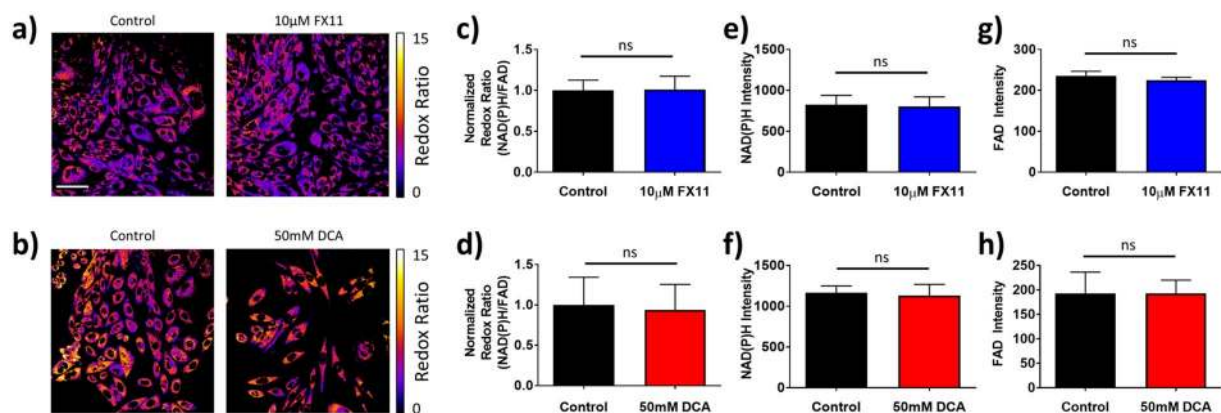 a)
Control
10μM FX11
15
Redox Ratio
0
b)
Control
50mM DCA
15
Redox Ratio
0
c)
ns
Normalized
Redox Ratio
(NAD(P)H/FAD)
1.5
1.0
0.5
0.0
Control
10μM FX11
d)
ns
Normalized
Redox Ratio
(NAD(P)H/FAD)
1.5
1.0
0.5
0.0
Control
50mM DCA
e)
ns
NAD(P)H Intensity
1500
1000
500
0
Control
10μM FX11
f)
ns
NAD(P)H Intensity
1500
1000
500
0
Control
50mM DCA
g)
ns
FAD Intensity
300
200
100
0
Control
10μM FX11
h)
ns
FAD Intensity
250
200
150
100
50
0
Control
50mM DCA